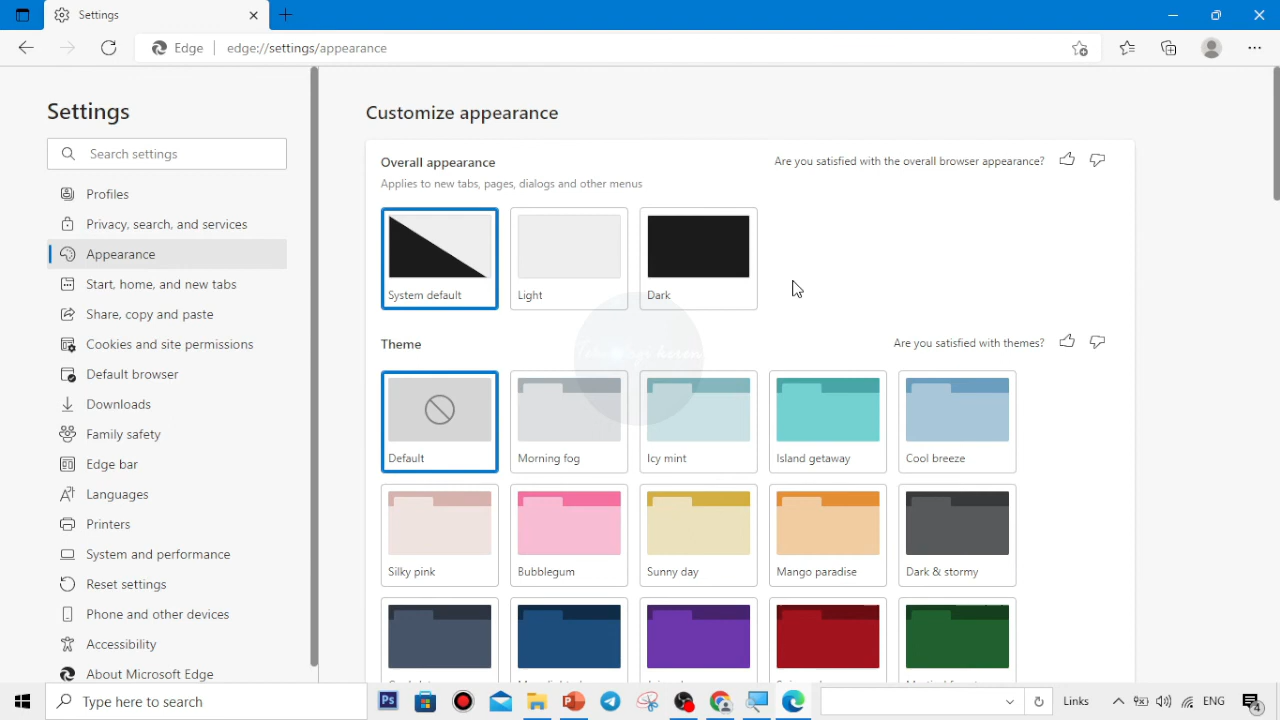 Settings
Edge
edge://settings/appearance
Settings
Search settings
Profiles
Privacy, search, and services
Appearance
Start, home, and new tabs
Share, copy and paste
Cookies and site permissions
Default browser
Downloads
Family safety
Edge bar
Languages
Printers
System and performance
Reset settings
Phone and other devices
Accessibility
About Microsoft Edge
Customize appearance
Overall appearance
Are you satisfied with the overall browser appearance?
Applies to new tabs, pages, dialogs and other menus
System default
Light
Dark
Theme
Are you satisfied with themes?
Default
Morning fog
Icy mint
Island getaway
Cool breeze
Silky pink
Bubblegum
Sunny day
Mango paradise
Dark & stormy
Type here to search
Ps
Links
ENG
4